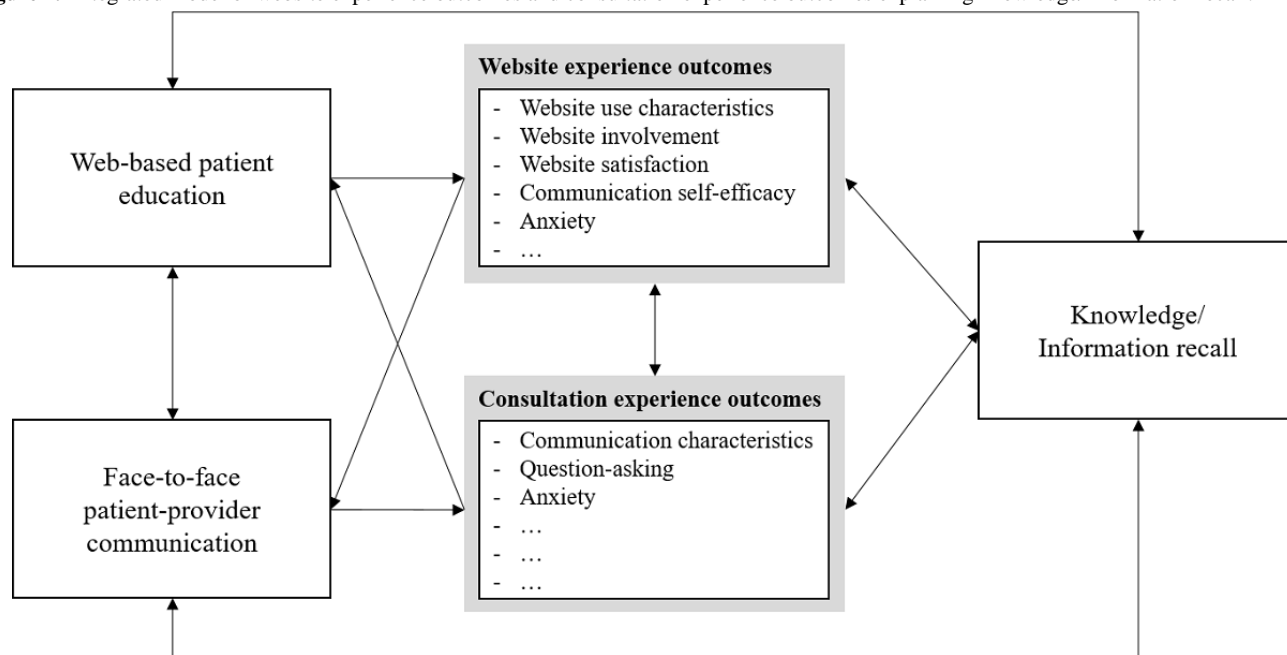 Website experience outcomes
- Website use characteristics
- Website involvement
- Website satisfaction
- Communication self-efficacy
- Anxiety
- …
Web-based patient
education
Knowledge/
Information recall
Consultation experience outcomes
- Communication characteristics
- Question-asking
- Anxiety
- …
- …
- …
Face-to-face
patient-provider
communication